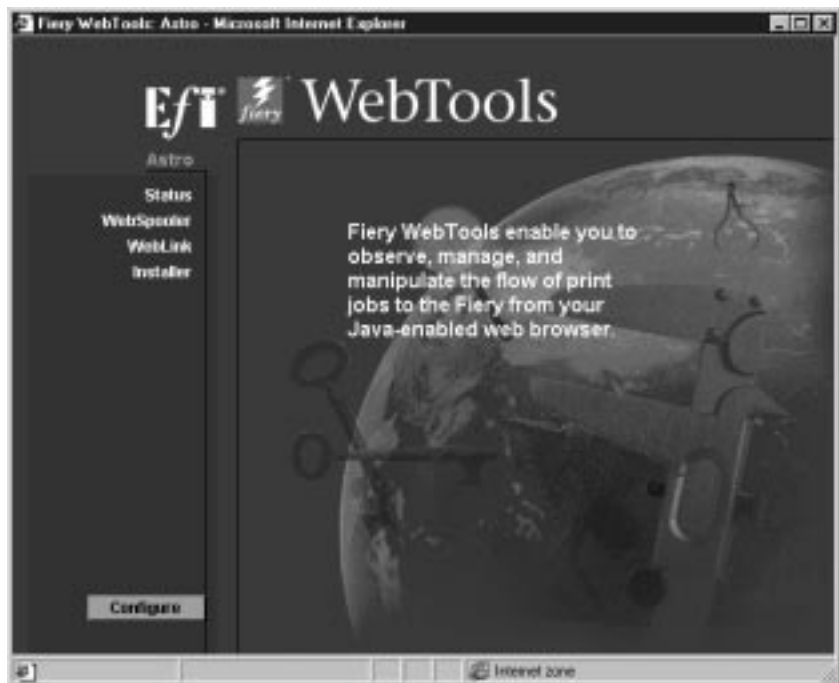 Fiery WebTools: Astro - Microsoft Internet Explorer
Efi fiery WebTools
Astro
Status
WebSpooler
WebLink
Installer
Fiery WebTools enable you to
observe, manage, and
manipulate the flow of print
jobs to the Fiery from your
Java-enabled web browser.
Configure
Internet zone